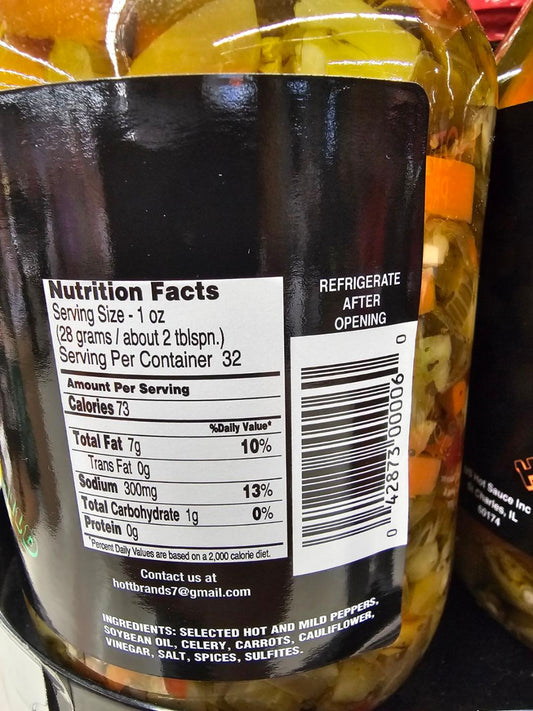 Nutrition Facts
Serving Size - 1 oz
(28 grams / about 2 tblspn.)
Serving Per Container 32
Amount Per Serving
Calories 73
%Daily Value*
Total Fat 7g 10%
Trans Fat 0g
Sodium 300mg 13%
Total Carbohydrate 1g 0%
Protein 0g
*Percent Daily Values are based on a 2,000 calorie diet.
REFRIGERATE
AFTER
OPENING
0 42873 00006 0
Contact us at
hottbrands7@gmail.com
INGREDIENTS: SELECTED HOT AND MILD PEPPERS,
SOYBEAN OIL, CELERY, CARROTS, CAULIFLOWER,
VINEGAR, SALT, SPICES, SULFITES.
Hot Sauce Inc
Charles, IL
60174